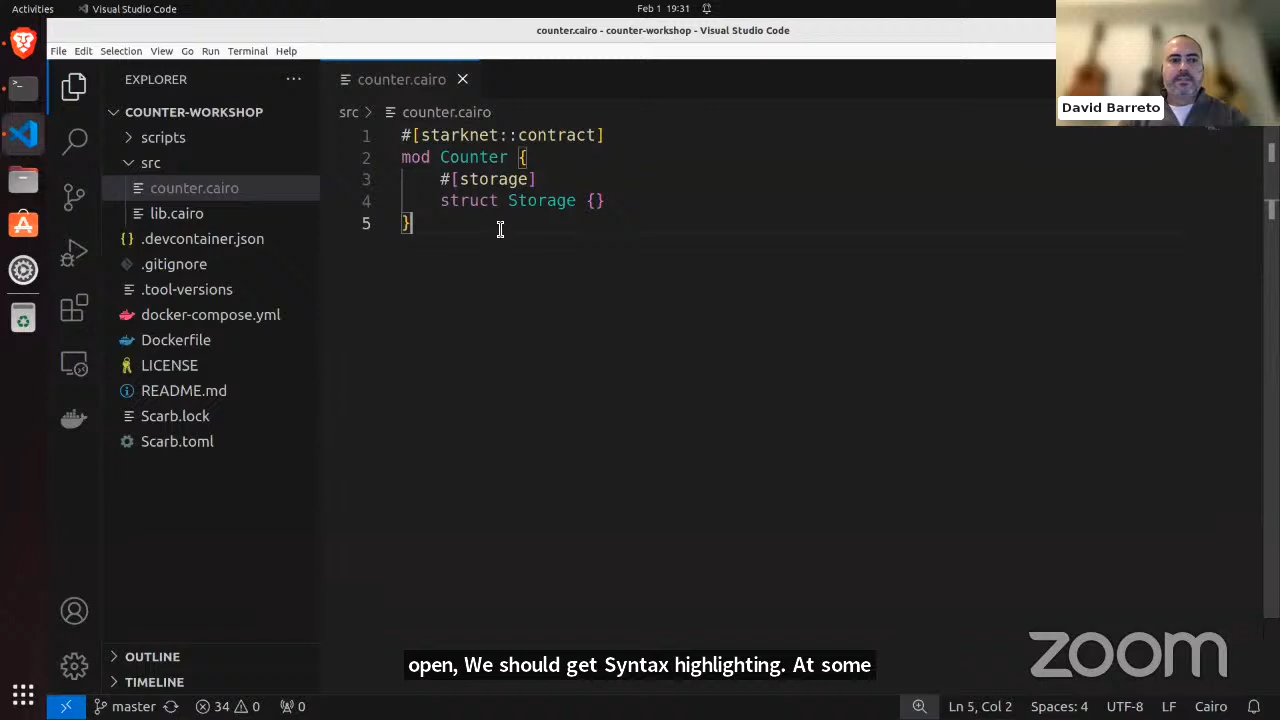 Activities
Visual Studio Code
Feb 1 19:31
counter.cairo - counter-workshop - Visual Studio Code
File Edit Selection View Go Run Terminal Help
David Barreto
EXPLORER
COUNTER-WORKSHOP
scripts
src
counter.cairo
lib.cairo
.devcontainer.json
.gitignore
.tool-versions
docker-compose.yml
Dockerfile
LICENSE
README.md
Scarb.lock
Scarb.toml
OUTLINE
TIMELINE
counter.cairo
src > counter.cairo
1 #[starknet::contract]
2 mod Counter {
3 #[storage]
4 struct Storage {}
5 }
open, We should get Syntax highlighting. At some
zoom
master 34 0 0 Ln 5, Col 2 Spaces: 4 UTF-8 LF Cairo